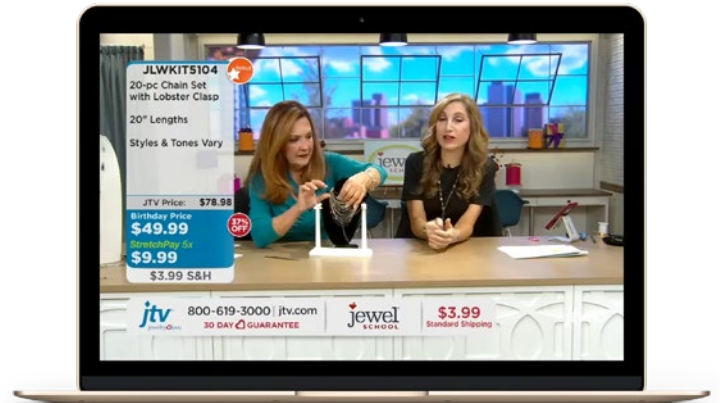 JLWKIT5104
20-pc Chain Set
with Lobster Clasp
20" Lengths
Styles & Tones Vary
JTV Price: $78.98
Birthday Price
$49.99
37%
OFF
StretchPay 5x
$9.99
$3.99 S&H
jewel
SCHOOL
jtv
800-619-3000 | jtv.com
30 DAY GUARANTEE
jewel
SCHOOL
$3.99
Standard Shipping